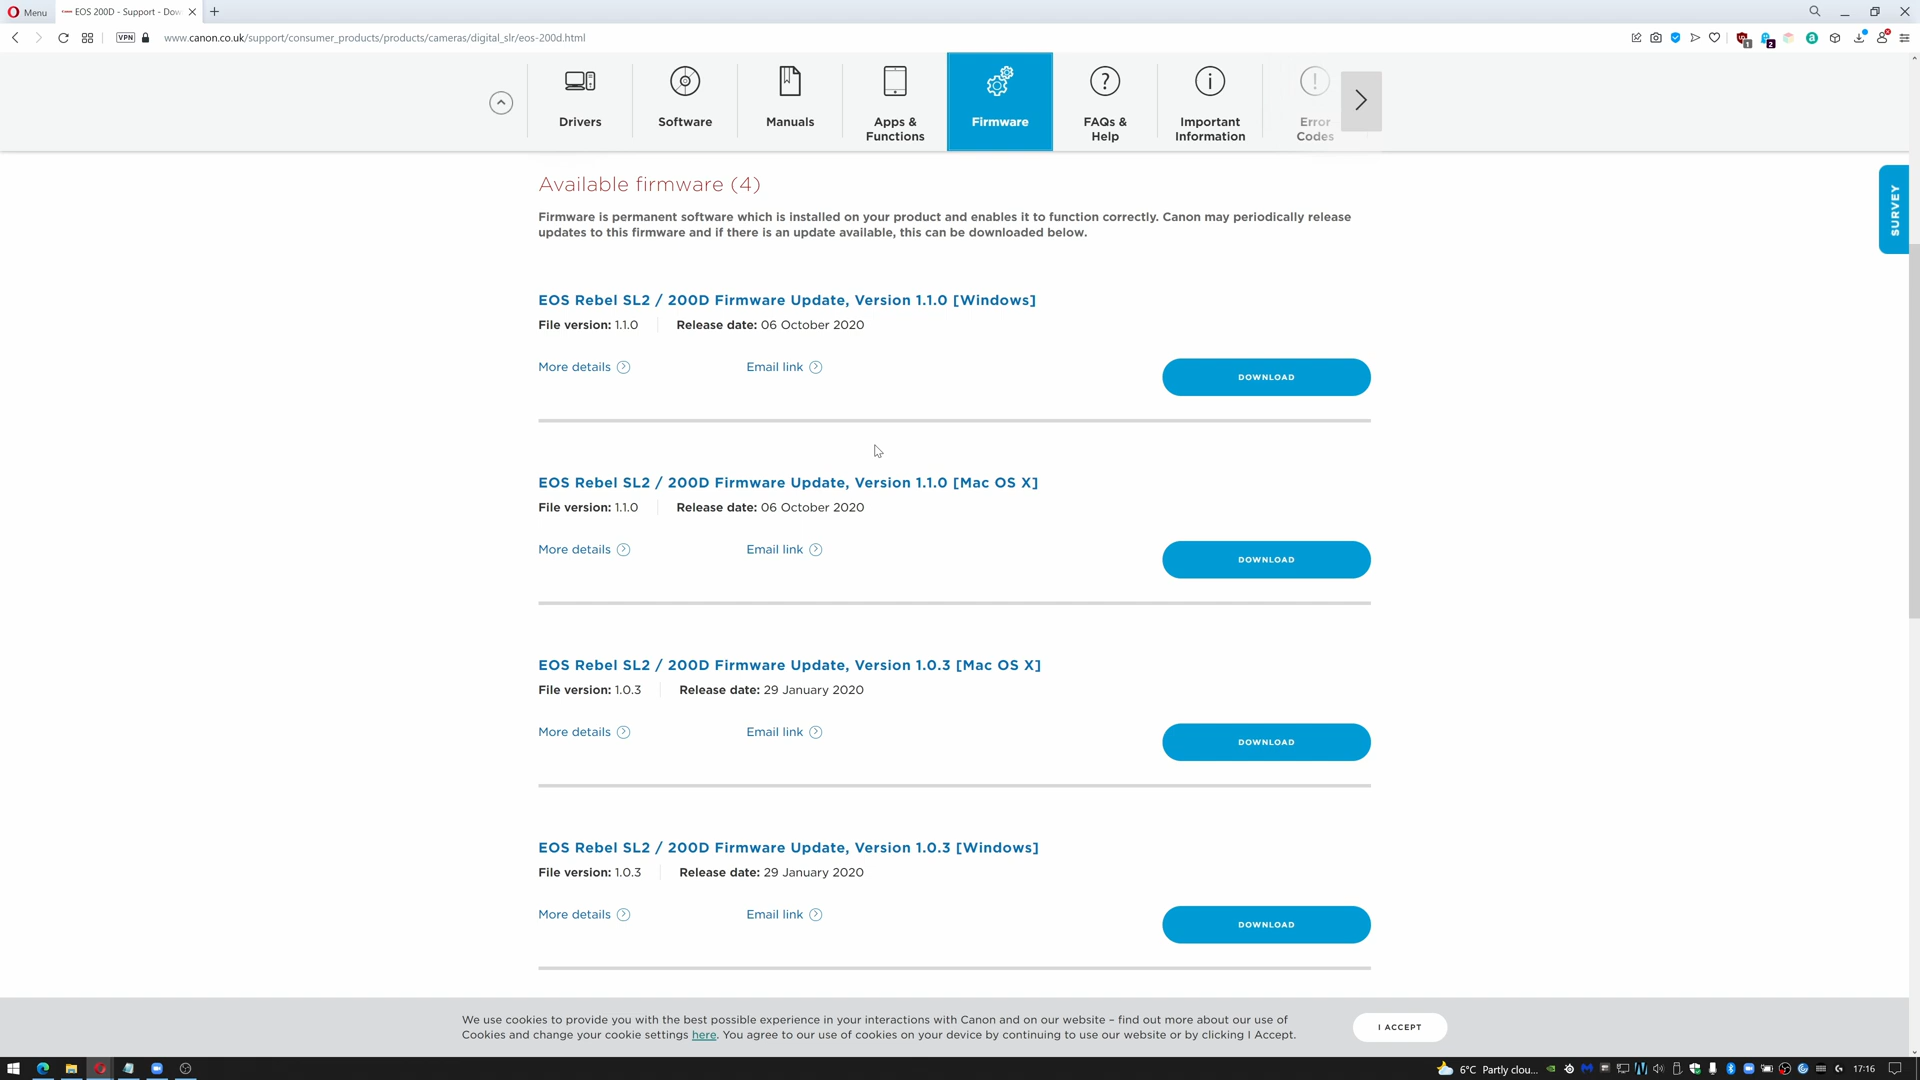 Menu
EOS 200D - Support - Dow
VPN
www.canon.co.uk/support/consumer_products/products/cameras/digital_slr/eos-200d.html
1
2
a
Drivers
Software
Manuals
Apps &
Functions
Firmware
FAQs &
Help
Important
Information
Error
Codes
SURVEY
Available firmware (4)
Firmware is permanent software which is installed on your product and enables it to function correctly. Canon may periodically release
updates to this firmware and if there is an update available, this can be downloaded below.
EOS Rebel SL2 / 200D Firmware Update, Version 1.1.0 [Windows]
File version: 1.1.0 Release date: 06 October 2020
More details Email link
DOWNLOAD
EOS Rebel SL2 / 200D Firmware Update, Version 1.1.0 [Mac OS X]
File version: 1.1.0 Release date: 06 October 2020
More details Email link
DOWNLOAD
EOS Rebel SL2 / 200D Firmware Update, Version 1.0.3 [Mac OS X]
File version: 1.0.3 Release date: 29 January 2020
More details Email link
DOWNLOAD
EOS Rebel SL2 / 200D Firmware Update, Version 1.0.3 [Windows]
File version: 1.0.3 Release date: 29 January 2020
More details Email link
DOWNLOAD
We use cookies to provide you with the best possible experience in your interactions with Canon and on our website – find out more about our use of
Cookies and change your cookie settings here. You agree to our use of cookies on your device by continuing to use our website or by clicking I Accept.
I ACCEPT
6°C Partly clou...
17:16